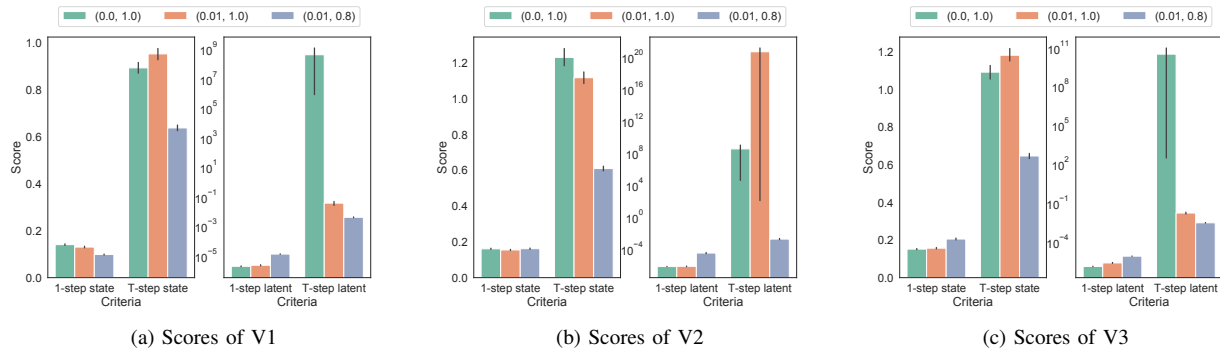 (0.0, 1.0) (0.01, 1.0) (0.01, 0.8)
1.0
0.8
0.6
0.4
0.2
0.0
Score
10^9
10^7
10^5
10^3
10^1
10^−1
10^−3
10^−5
1-step state T-step state
Criteria
1-step latent T-step latent
Criteria
(a) Scores of V1
(0.0, 1.0) (0.01, 1.0) (0.01, 0.8)
1.2
1.0
0.8
0.6
0.4
0.2
0.0
Score
10^20
10^16
10^12
10^8
10^4
10^0
10^−4
1-step state T-step state
Criteria
1-step latent T-step latent
Criteria
(b) Scores of V2
(0.0, 1.0) (0.01, 1.0) (0.01, 0.8)
1.2
1.0
0.8
0.6
0.4
0.2
0.0
Score
10^11
10^8
10^5
10^2
10^−1
10^−4
1-step state T-step state
Criteria
1-step latent T-step latent
Criteria
(c) Scores of V3